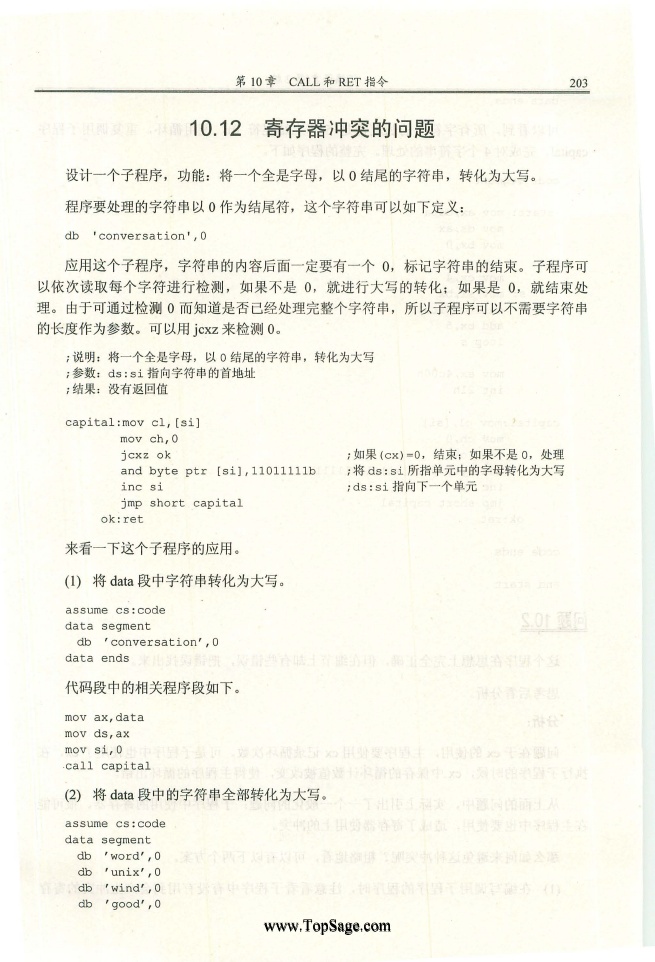 第 10 章 CALL 和 RET 指令 203
10.12 寄存器冲突的问题
设计一个子程序，功能：将一个全是字母，以 0 结尾的字符串，转化为大写。
程序要处理的字符串以 0 作为结尾符，这个字符串可以如下定义：
db 'conversation',0
应用这个子程序，字符串的内容后面一定要有一个 0，标记字符串的结束。子程序可
以依次读取每个字符进行检测，如果不是 0，就进行大写的转化；如果是 0，就结束处
理。由于可通过检测 0 而知道是否已经处理完整个字符串，所以子程序可以不需要字符串
的长度作为参数。可以用 jcxz 来检测 0。
;说明：将一个全是字母，以 0 结尾的字符串，转化为大写
;参数：ds:si 指向字符串的首地址
;结果：没有返回值
capital:mov cl,[si]
mov ch,0
jcxz ok ;如果(cx)=0，结束；如果不是 0，处理
and byte ptr [si],11011111b ;将 ds:si 所指单元中的字母转化为大写
inc si ;ds:si 指向下一个单元
jmp short capital
ok:ret
来看一下这个子程序的应用。
(1) 将 data 段中字符串转化为大写。
assume cs:code
data segment
db 'conversation',0
data ends
代码段中的相关程序段如下。
mov ax,data
mov ds,ax
mov si,0
call capital
(2) 将 data 段中的字符串全部转化为大写。
assume cs:code
data segment
db 'word',0
db 'unix',0
db 'wind',0
db 'good',0
www.TopSage.com